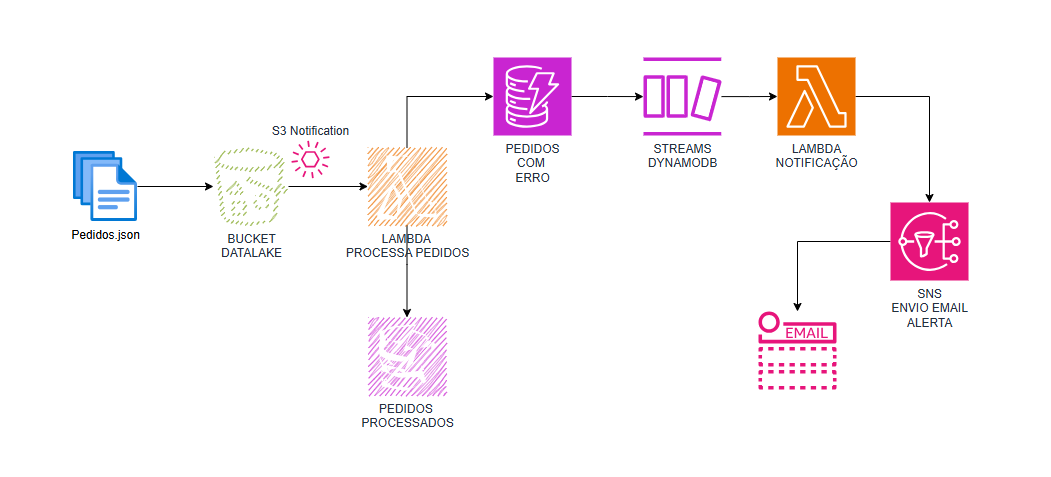 S3 Notification
Pedidos.json
BUCKET
DATALAKE
LAMBDA
PROCESSA PEDIDOS
PEDIDOS
PROCESSADOS
PEDIDOS
COM
ERRO
STREAMS
DYNAMODB
LAMBDA
NOTIFICAÇÃO
SNS
ENVIO EMAIL
ALERTA
EMAIL